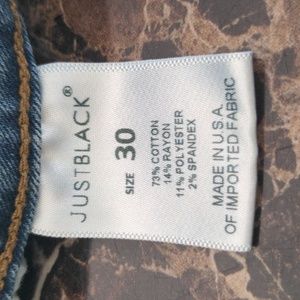 JUSTBLACK®
SIZE 30
73% COTTON
14% RAYON
11% POLYESTER
2% SPANDEX
MADE IN U.S.A.
OF IMPORTED FABRIC